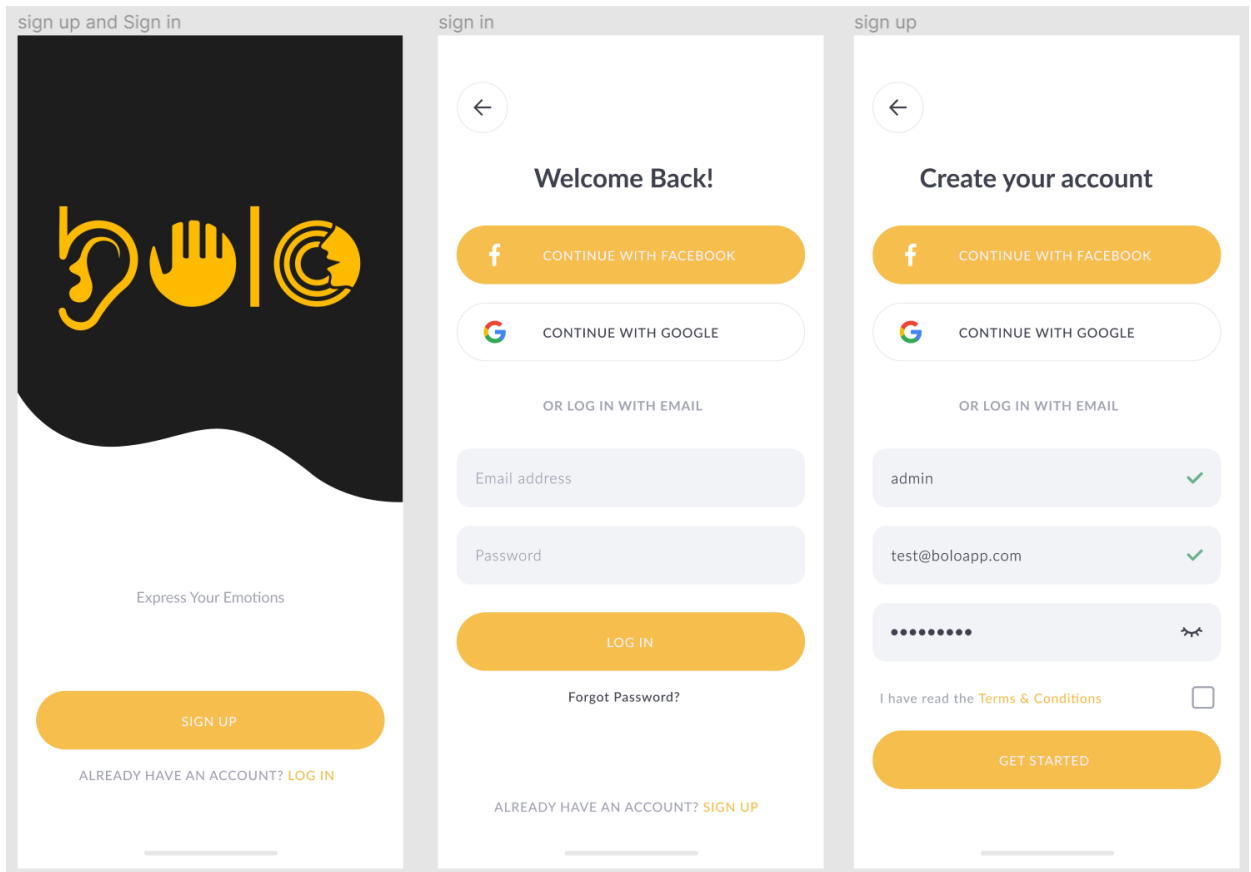 sign up and Sign in
bolo
Express Your Emotions
SIGN UP
ALREADY HAVE AN ACCOUNT? LOG IN
sign in
Welcome Back!
CONTINUE WITH FACEBOOK
CONTINUE WITH GOOGLE
OR LOG IN WITH EMAIL
Email address
Password
LOG IN
Forgot Password?
ALREADY HAVE AN ACCOUNT? SIGN UP
sign up
Create your account
CONTINUE WITH FACEBOOK
CONTINUE WITH GOOGLE
OR LOG IN WITH EMAIL
admin
test@boloapp.com
I have read the Terms & Conditions
GET STARTED